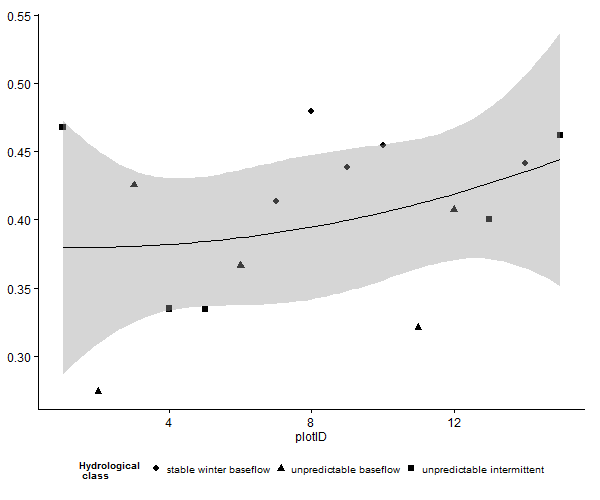 0.55
0.50
0.45
0.40
0.35
0.30
4 8 12
plotID
Hydrological
class
stable winter baseflow unpredictable baseflow unpredictable intermittent